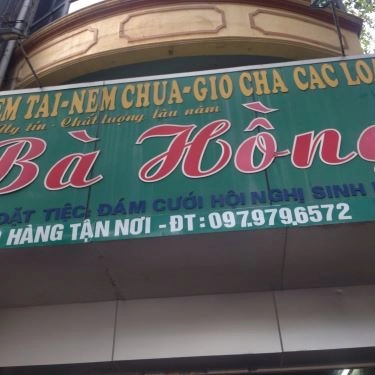 EM TAI-NEM CHUA-GIO CHA CAC LO
Uy tín - Chất lượng lâu năm
Bà Hồng
ĐẶT TIỆC: ĐÁM CƯỚI HỘI NGHỊ SINH
HÀNG TẬN NƠI - ĐT: 097.979.6572